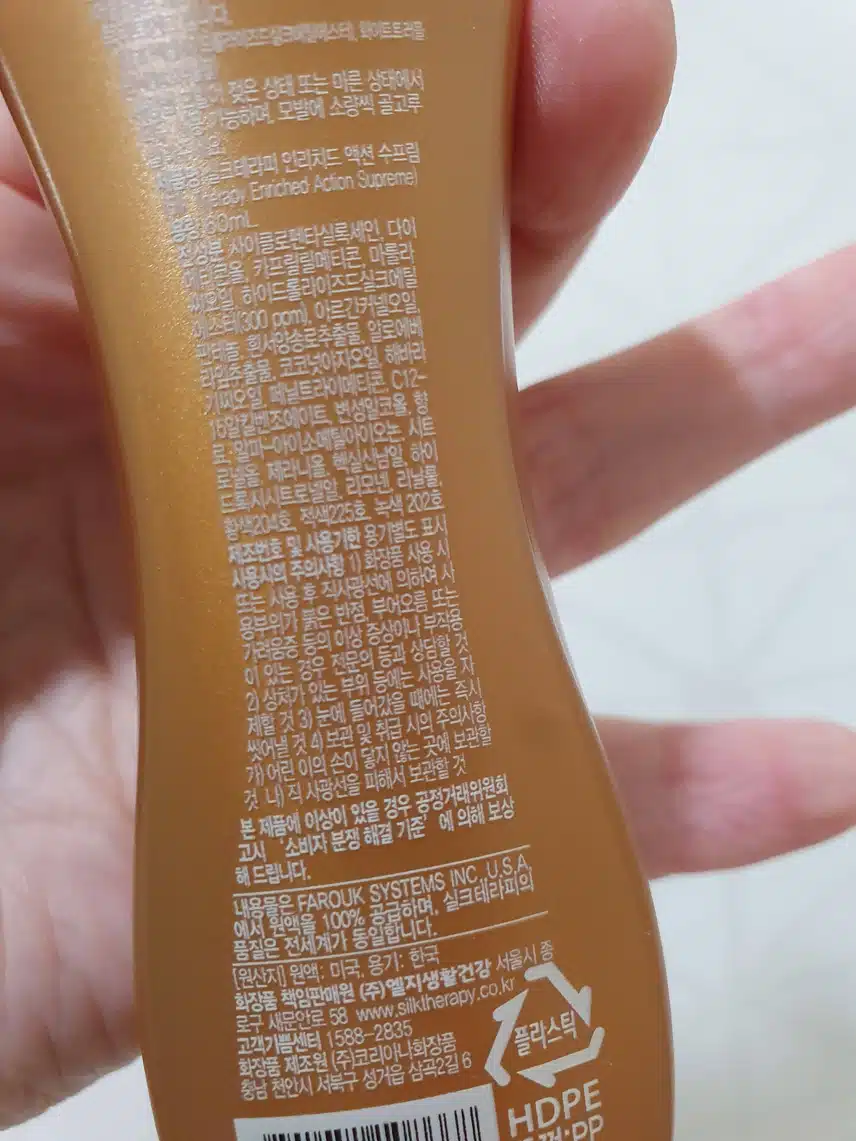 젖은 상태 또는 마른 상태에서
가능하며, 모발에 소량씩 골고루
실크테라피 인리치드 액션 수프림
Enriched Action Supreme)
용량 60mL
전성분 사이클로펜타실록세인, 다이
메티콘올, 카프릴릴메티콘, 마룰라
씨오일, 하이드롤라이즈드실크에틸
에스터(300 ppm), 아르간커넬오일,
판테놀, 흰서양송로추출물, 알로에베
라잎추출물, 코코넛야자오일, 해바라
기씨오일, 페닐트라이메티콘, C12-
15알킬벤조에이트, 변성알코올, 향
료: 알파-아이소메틸아이오논, 시트
로넬올, 제라니올, 헥실신남알, 하이
드록시시트로넬알, 리모넨, 리날룰,
황색204호, 적색225호, 녹색 202호
제조번호 및 사용기한 용기별도 표시
사용시의 주의사항 1) 화장품 사용 시
또는 사용 후 직사광선에 의하여 사
용부위가 붉은 반점, 부어오름 또는
가려움증 등의 이상 증상이나 부작용
이 있는 경우 전문의 등과 상담할 것
2) 상처가 있는 부위 등에는 사용을 자
제할 것 3) 눈에 들어갔을 때에는 즉시
씻어낼 것 4) 보관 및 취급 시의 주의사항
가) 어린 이의 손이 닿지 않는 곳에 보관할
것 나) 직 사광선을 피해서 보관할 것
본 제품에 이상이 있을 경우 공정거래위원회
고시 '소비자 분쟁 해결 기준' 에 의해 보상
해 드립니다.
내용물은 FAROUK SYSTEMS INC., U.S.A.
에서 원액을 100% 공급하며, 실크테라피의
품질은 전세계가 동일합니다.
[원산지] 원액: 미국, 용기: 한국
화장품 책임판매원 (주)엘지생활건강 서울시 종
로구 새문안로 58 www.silktherapy.co.kr
고객기쁨센터 1588-2835
화장품 제조원 (주)코리아나화장품
충남 천안시 서북구 성거읍 삼곡2길 6
플라스틱
HDPE